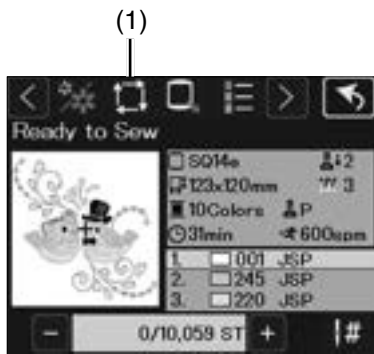 (1)
Ready to Sew
SQ14e 2
123x120mm 3
10Colors P
31min 600spm
1. 001 JSP
2. 245 JSP
3. 220 JSP
- 0/10,059 ST + #